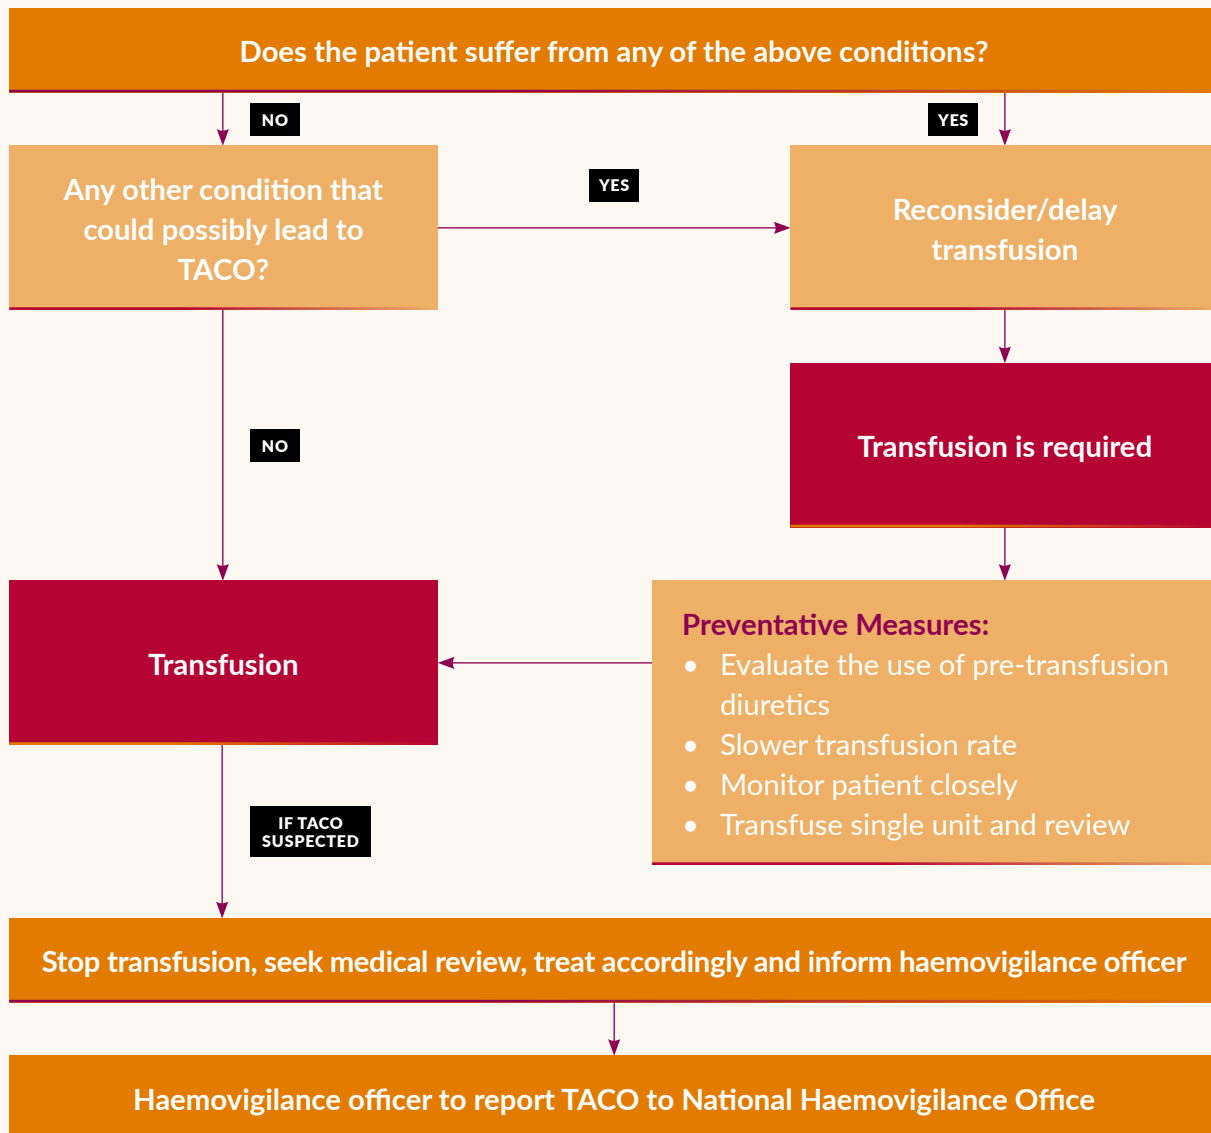 Does the patient suffer from any of the above conditions?
NO
YES
Any other condition that
could possibly lead to
TACO?
YES
Reconsider/delay
transfusion
NO
Transfusion is required
Transfusion
Preventative Measures:
• Evaluate the use of pre-transfusion
diuretics
• Slower transfusion rate
• Monitor patient closely
• Transfuse single unit and review
IF TACO
SUSPECTED
Stop transfusion, seek medical review, treat accordingly and inform haemovigilance officer
Haemovigilance officer to report TACO to National Haemovigilance Office